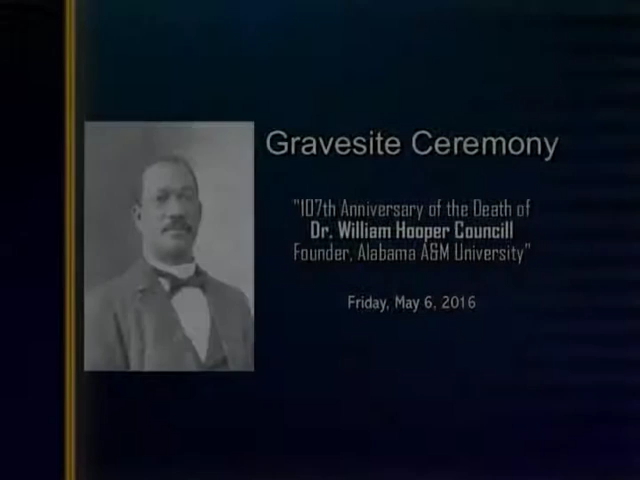 Gravesite Ceremony
"107th Anniversary of the Death of
Dr. William Hooper Councill
Founder, Alabama A&M University"
Friday, May 6, 2016